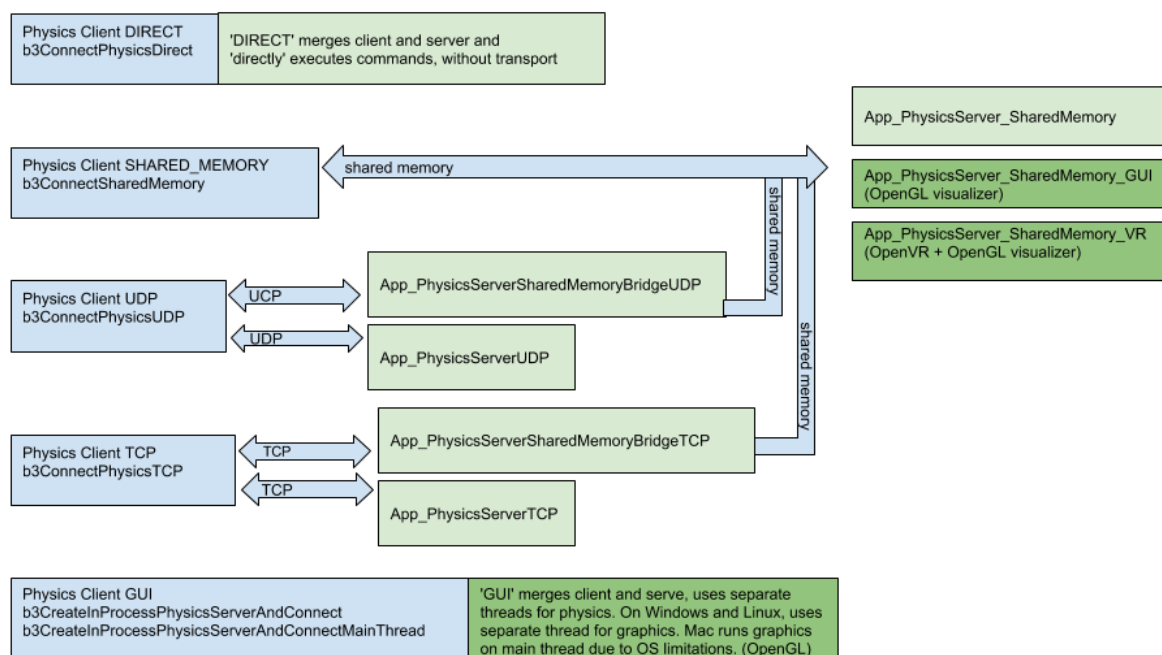 Physics Client DIRECT
b3ConnectPhysicsDirect
'DIRECT' merges client and server and
'directly' executes commands, without transport
App_PhysicsServer_SharedMemory
Physics Client SHARED_MEMORY
b3ConnectSharedMemory
shared memory
App_PhysicsServer_SharedMemory_GUI
(OpenGL visualizer)
App_PhysicsServer_SharedMemory_VR
(OpenVR + OpenGL visualizer)
shared memory
shared memory
Physics Client UDP
b3ConnectPhysicsUDP
UCP
App_PhysicsServerSharedMemoryBridgeUDP
UDP
App_PhysicsServerUDP
Physics Client TCP
b3ConnectPhysicsTCP
TCP
App_PhysicsServerSharedMemoryBridgeTCP
TCP
App_PhysicsServerTCP
Physics Client GUI
b3CreateInProcessPhysicsServerAndConnect
b3CreateInProcessPhysicsServerAndConnectMainThread
'GUI' merges client and serve, uses separate
threads for physics. On Windows and Linux, uses
separate thread for graphics. Mac runs graphics
on main thread due to OS limitations. (OpenGL)